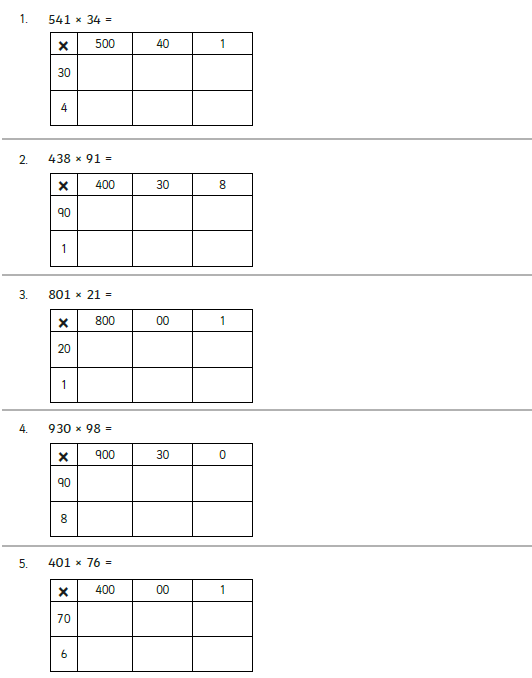 1. 541 × 34 =
× 500 40 1
30
4
2. 438 × 91 =
× 400 30 8
90
1
3. 801 × 21 =
× 800 00 1
20
1
4. 930 × 98 =
× 900 30 0
90
8
5. 401 × 76 =
× 400 00 1
70
6